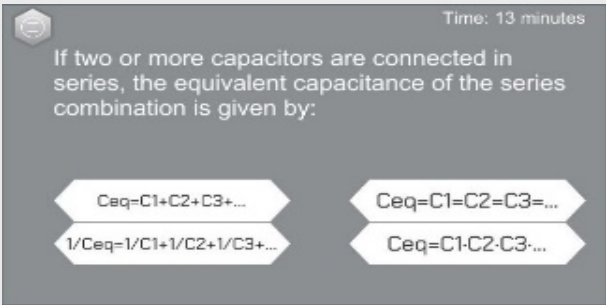 Time: 13 minutes
If two or more capacitors are connected in
series, the equivalent capacitance of the series
combination is given by:
Ceq=C1+C2+C3+...
Ceq=C1=C2=C3=...
1/Ceq=1/C1+1/C2+1/C3+...
Ceq=C1·C2·C3·...